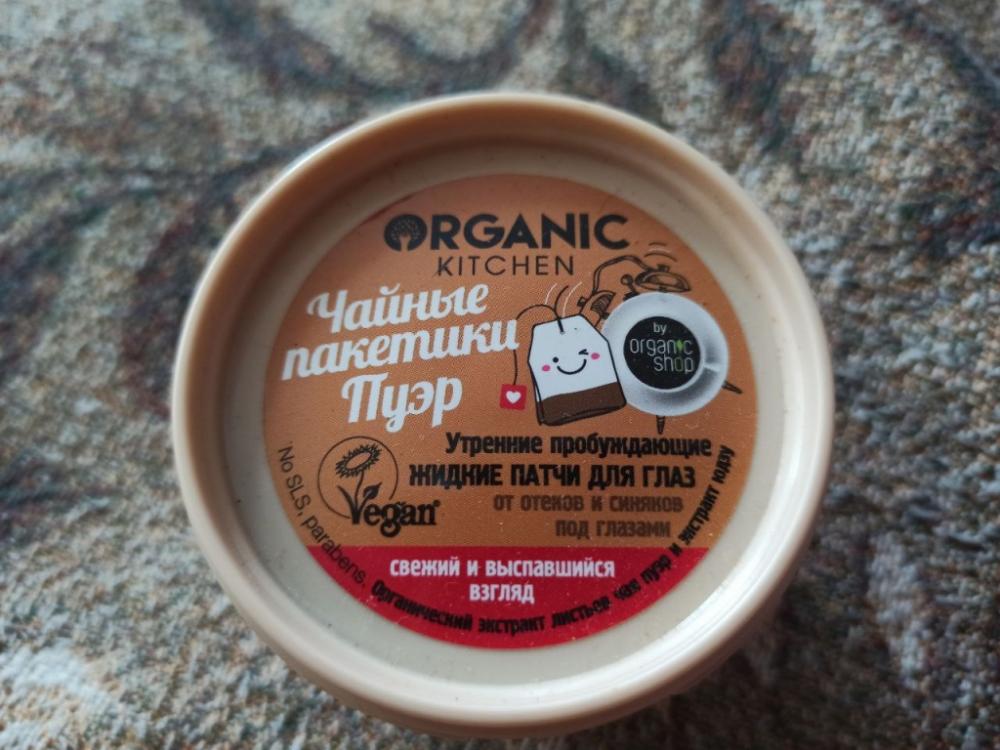 ORGANIC
KITCHEN
Чайные
пакетики
Пуэр
by
organic
shop
Утренние пробуждающие
ЖИДКИЕ ПАТЧИ ДЛЯ ГЛАЗ
от отеков и синяков
под глазами
Vegan
свежий и выспавшийся
взгляд
No SLS, parabens. Органический экстракт листьев чая пуэр и экстракт юдзу